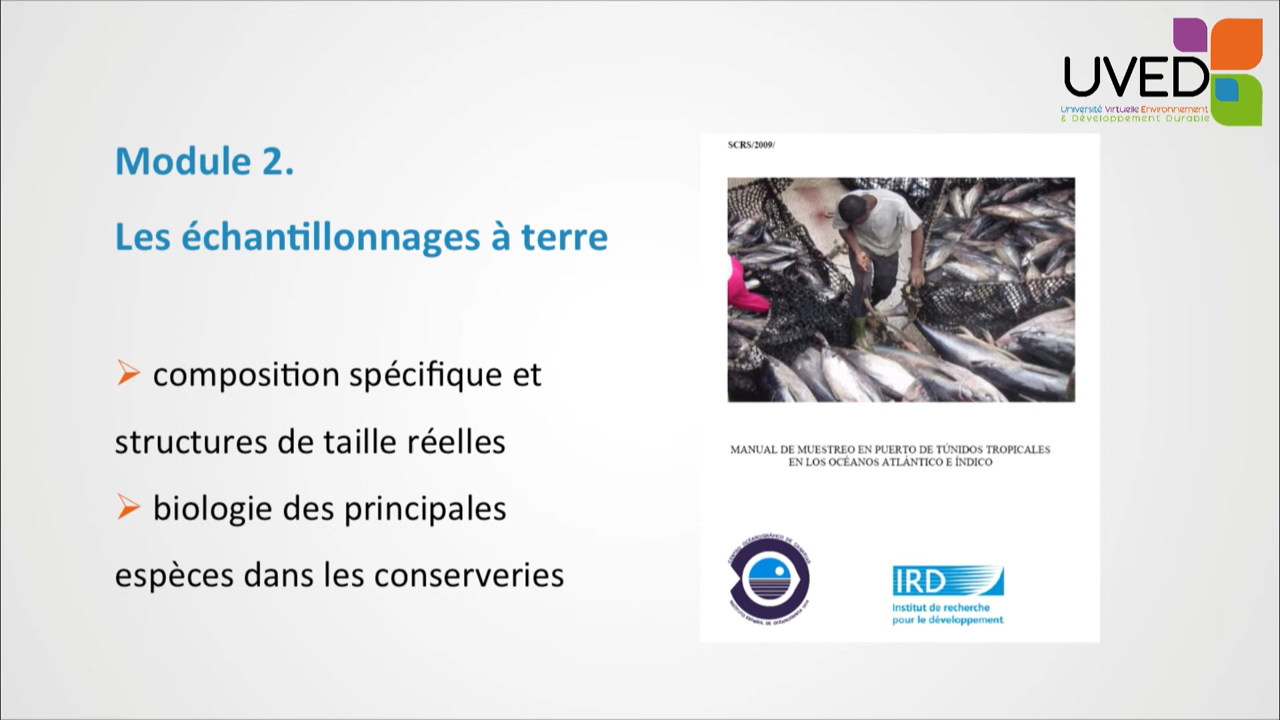 UVED
Université Virtuelle Environnement
& Développement Durable
Module 2.
Les échantillonnages à terre
composition spécifique et
structures de taille réelles
biologie des principales
espèces dans les conserveries
SCRS/2009/
MANUAL DE MUESTREO EN PUERTO DE TÚNIDOS TROPICALES
EN LOS OCÉANOS ATLÁNTICO E ÍNDICO
IRD
Institut de recherche
pour le développement